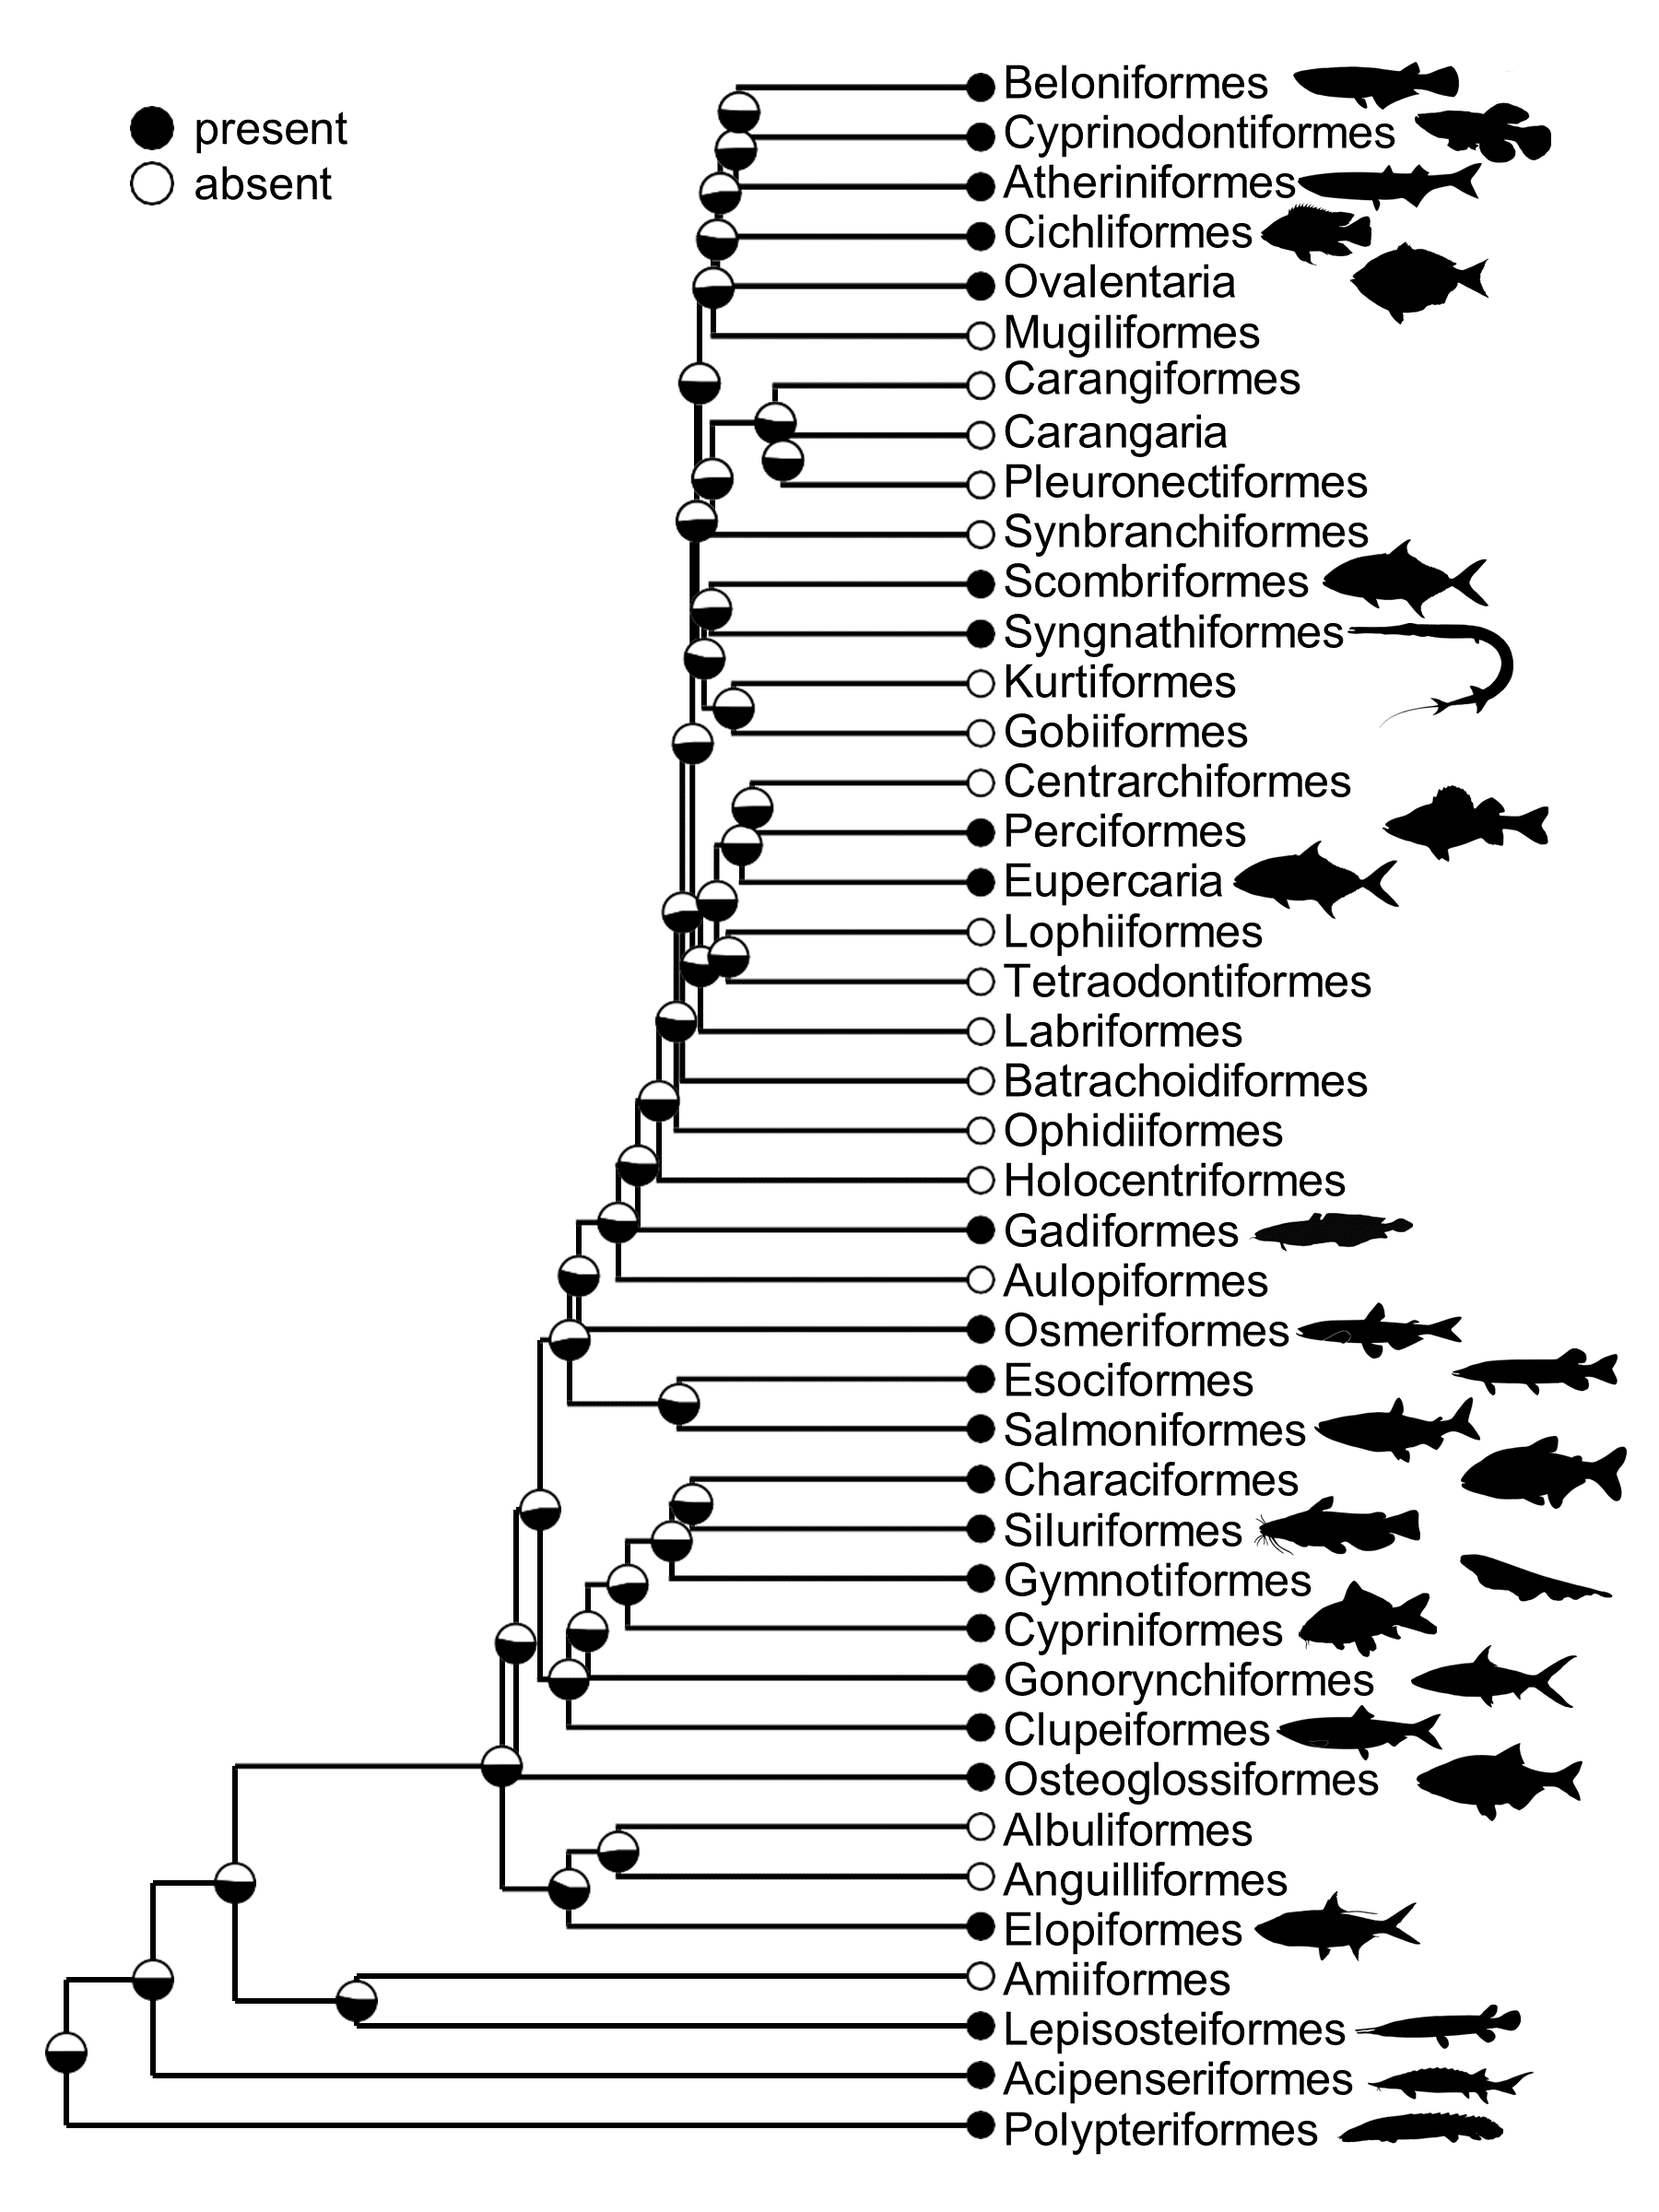 present
absent
Beloniformes
Cyprinodontiformes
Atheriniformes
Cichliformes
Ovalentaria
Mugiliformes
Carangiformes
Carangaria
Pleuronectiformes
Synbranchiformes
Scombriformes
Syngnathiformes
Kurtiformes
Gobiiformes
Centrarchiformes
Perciformes
Eupercaria
Lophiiformes
Tetraodontiformes
Labriformes
Batrachoidiformes
Ophidiiformes
Holocentriformes
Gadiformes
Aulopiformes
Osmeriformes
Esociformes
Salmoniformes
Characiformes
Siluriformes
Gymnotiformes
Cypriniformes
Gonorynchiformes
Clupeiformes
Osteoglossiformes
Albuliformes
Anguilliformes
Elopiformes
Amiiformes
Lepisosteiformes
Acipenseriformes
Polypteriformes